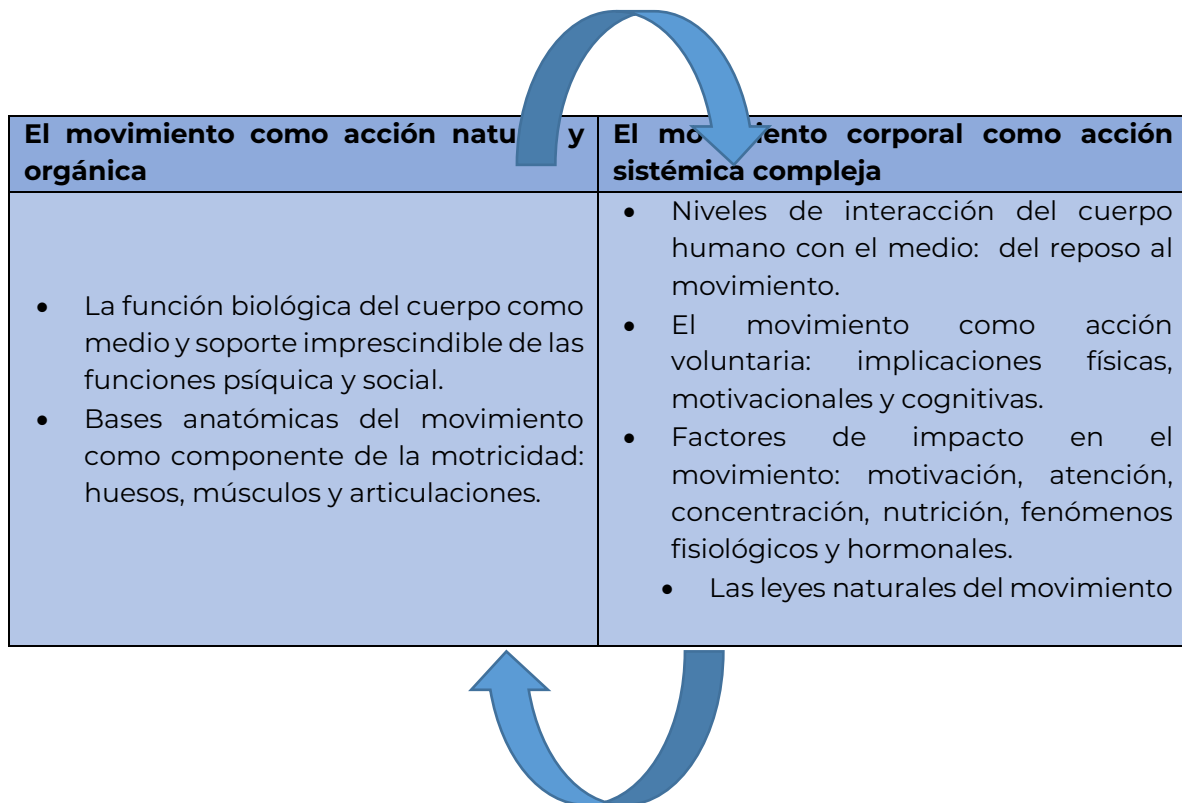 El movimiento como acción natu y
orgánica
El mo iento corporal como acción
sistémica compleja
• La función biológica del cuerpo como
medio y soporte imprescindible de las
funciones psíquica y social.
• Bases anatómicas del movimiento
como componente de la motricidad:
huesos, músculos y articulaciones.
• Niveles de interacción del cuerpo
humano con el medio: del reposo al
movimiento.
• El movimiento como acción
voluntaria: implicaciones físicas,
motivacionales y cognitivas.
• Factores de impacto en el
movimiento: motivación, atención,
concentración, nutrición, fenómenos
fisiológicos y hormonales.
• Las leyes naturales del movimiento